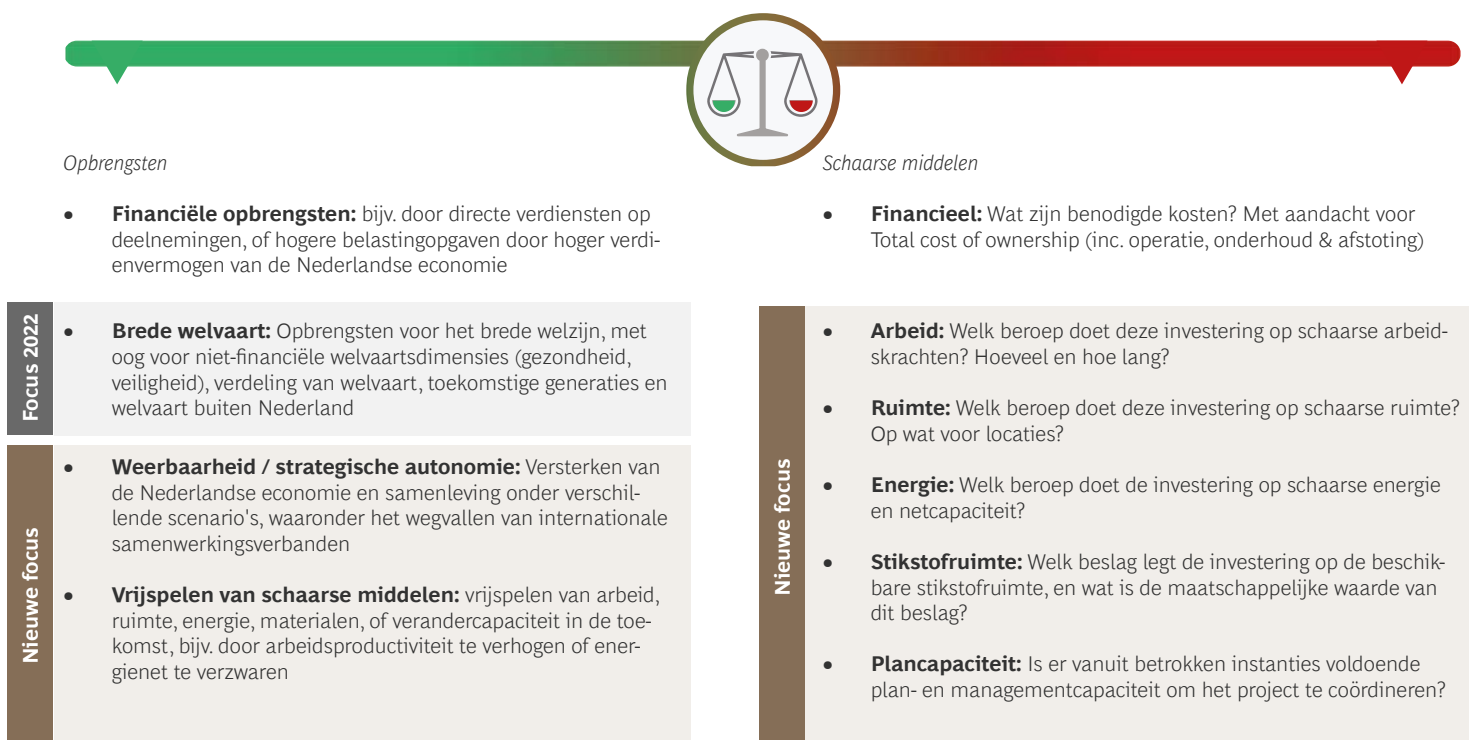 Opbrengsten
• Financiële opbrengsten: bijv. door directe verdiensten op
deelnemingen, of hogere belastingopgaven door hoger verdi-
envermogen van de Nederlandse economie
Focus 2022
• Brede welvaart: Opbrengsten voor het brede welzijn, met
oog voor niet-financiële welvaartsdimensies (gezondheid,
veiligheid), verdeling van welvaart, toekomstige generaties en
welvaart buiten Nederland
Nieuwe focus
• Weerbaarheid / strategische autonomie: Versterken van
de Nederlandse economie en samenleving onder verschil-
lende scenario's, waaronder het wegvallen van internationale
samenwerkingsverbanden
• Vrijspelen van schaarse middelen: vrijspelen van arbeid,
ruimte, energie, materialen, of verandercapaciteit in de toe-
komst, bijv. door arbeidsproductiviteit te verhogen of ener-
gienet te verzwaren
Schaarse middelen
• Financieel: Wat zijn benodigde kosten? Met aandacht voor
Total cost of ownership (inc. operatie, onderhoud & afstoting)
Nieuwe focus
• Arbeid: Welk beroep doet deze investering op schaarse arbeid-
skrachten? Hoeveel en hoe lang?
• Ruimte: Welk beroep doet deze investering op schaarse ruimte?
Op wat voor locaties?
• Energie: Welk beroep doet de investering op schaarse energie
en netcapaciteit?
• Stikstofruimte: Welk beslag legt de investering op de beschik-
bare stikstofruimte, en wat is de maatschappelijke waarde van
dit beslag?
• Plancapaciteit: Is er vanuit betrokken instanties voldoende
plan- en managementcapaciteit om het project te coördineren?